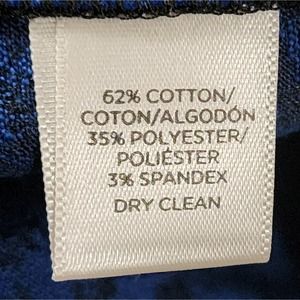 62% COTTON/
COTON/ALGODÓN
35% POLYESTER/
POLIÉSTER
3% SPANDEX
DRY CLEAN